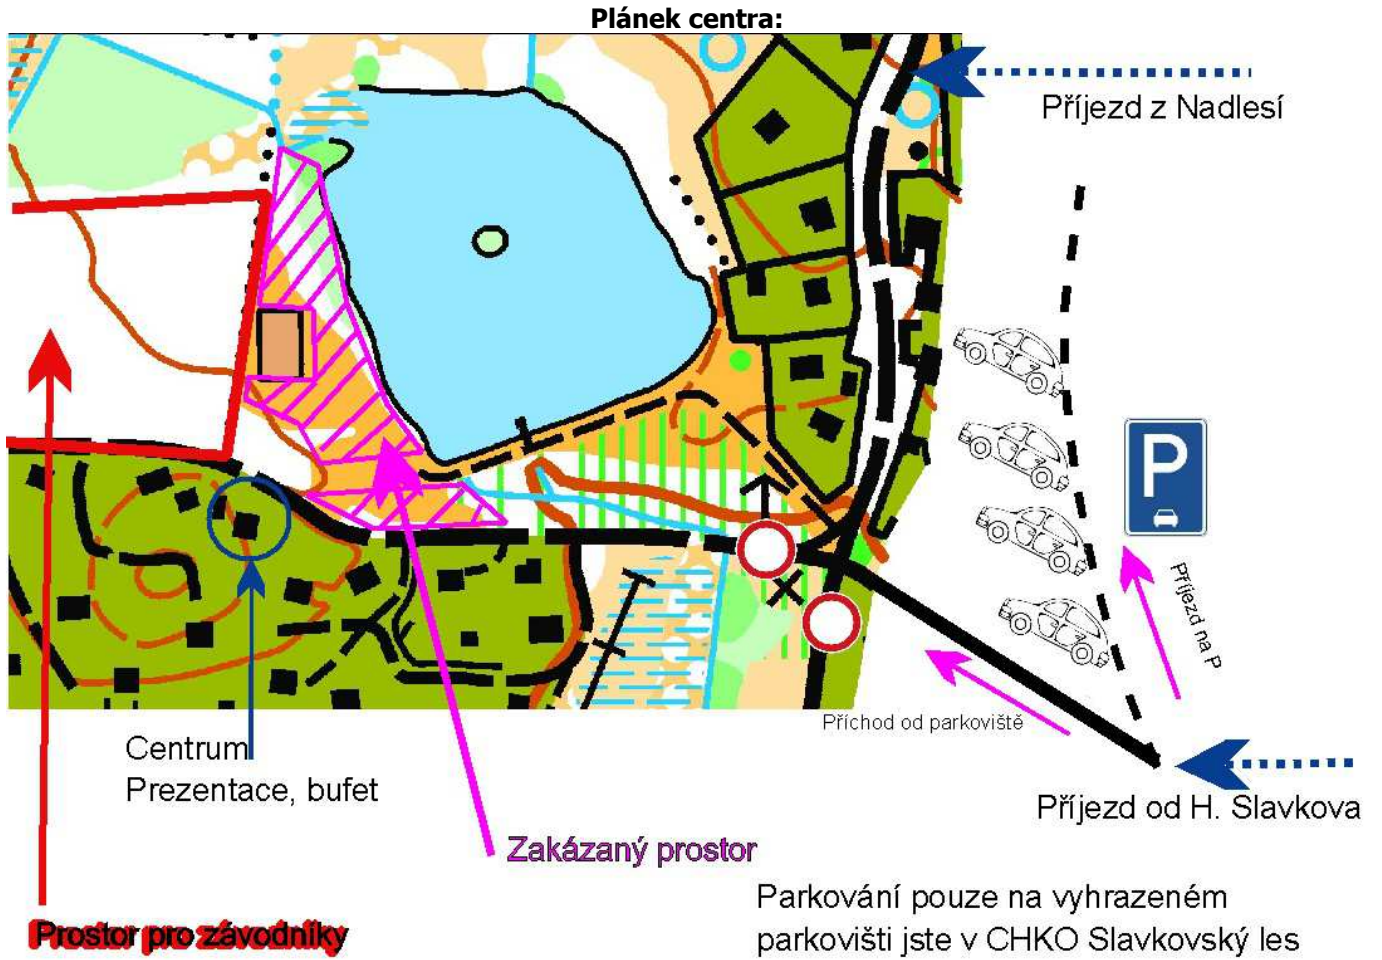 Plánek centra:
Příjezd z Nadlesí
P
Příjezd na P
Příchod od parkoviště
Centrum
Prezentace, bufet
Příjezd od H. Slavkova
Zakázaný prostor
Parkování pouze na vyhrazeném
parkovišti jste v CHKO Slavkovský les
Prostor pro závodníky